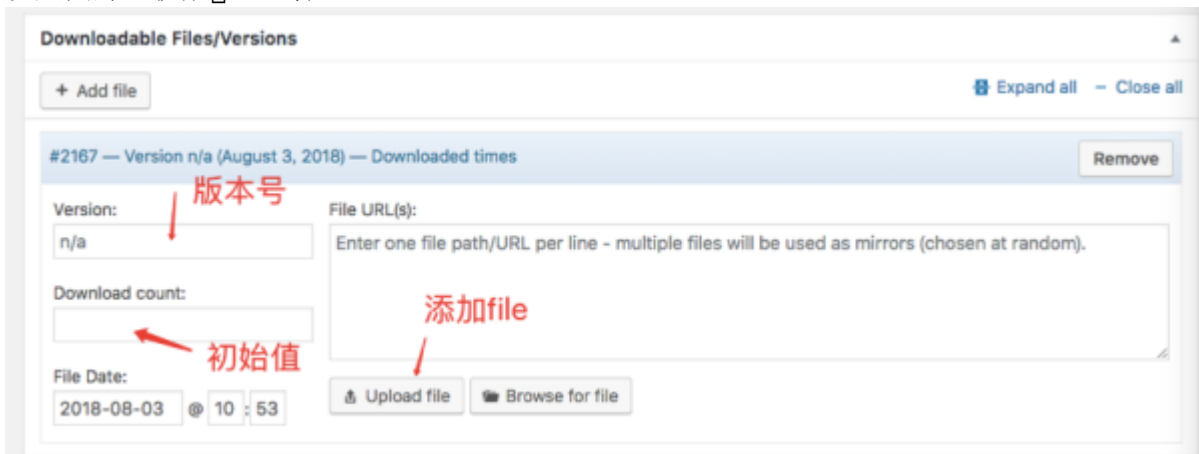 Downloadable Files/Versions
+ Add file
Expand all – Close all
#2167 — Version n/a (August 3, 2018) — Downloaded times
Remove
版本号
Version:
File URL(s):
n/a
Enter one file path/URL per line - multiple files will be used as mirrors (chosen at random).
Download count:
添加file
初始值
File Date:
2018-08-03 @ 10 : 53
Upload file
Browse for file